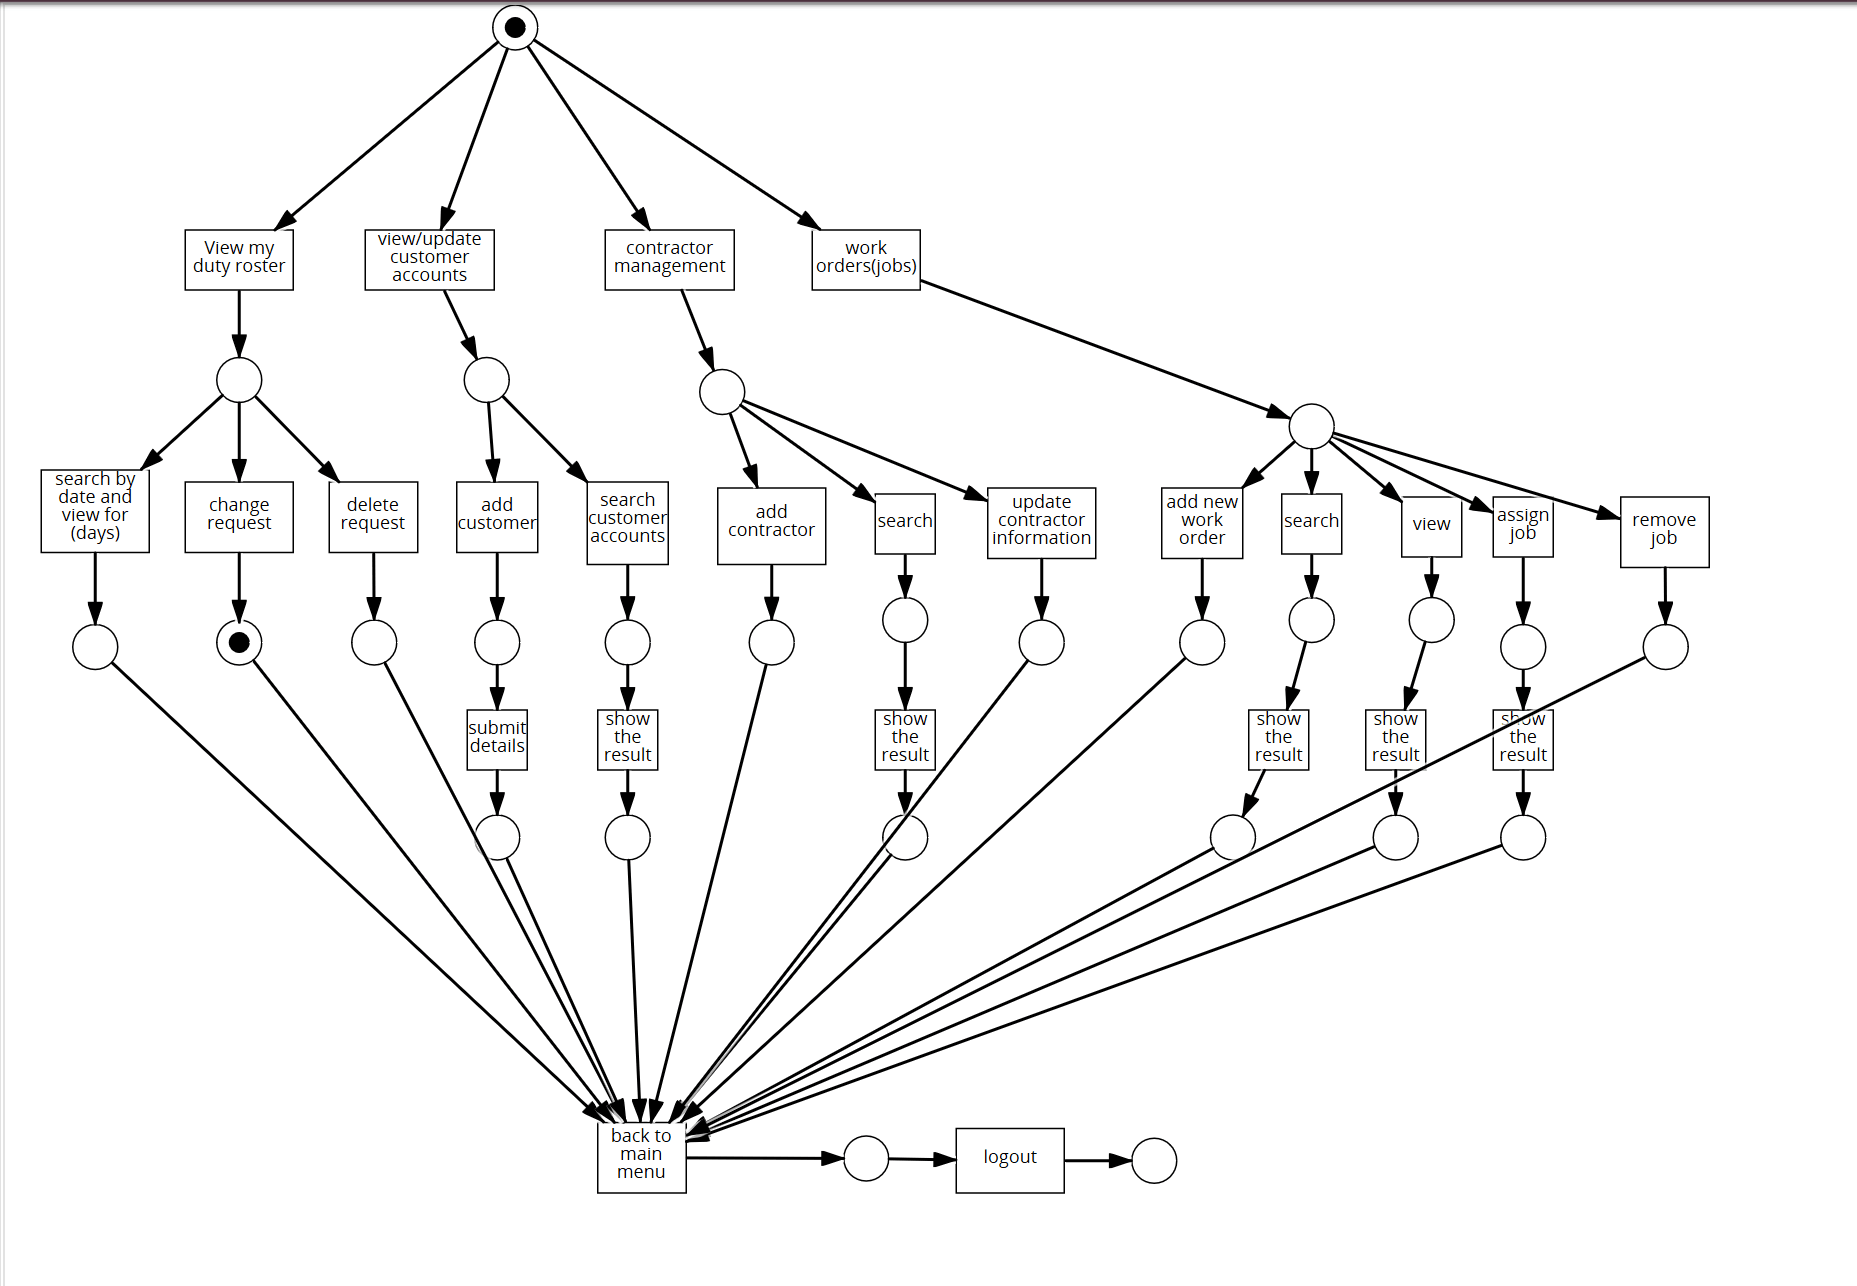 View my
duty roster
view/update
customer
accounts
contractor
management
work
orders(jobs)
search by
date and
view for
(days)
change
request
delete
request
add
customer
search
customer
accounts
add
contractor
search
update
contractor
information
add new
work
order
search
view
assign
job
remove
job
submit
details
show
the
result
show
the
result
show
the
result
show
the
result
show
the
result
back to
main
menu
logout